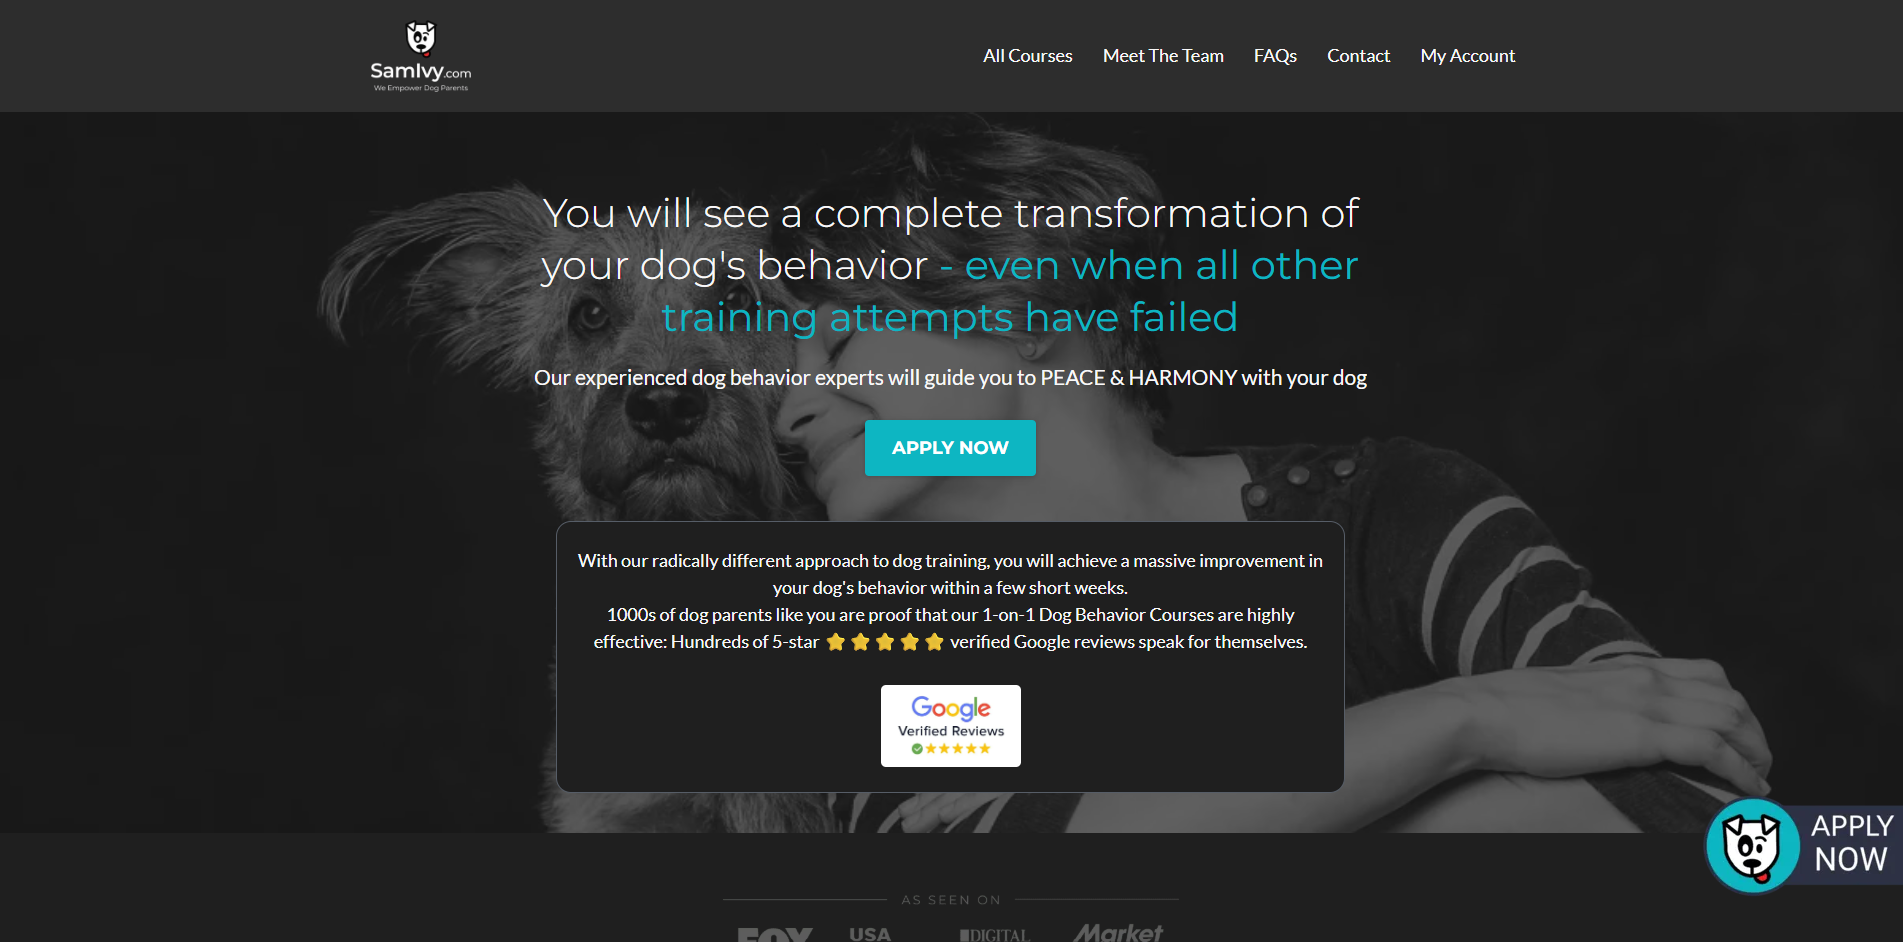 SamIvy.com
We Empower Dog Parents
All Courses
Meet The Team
FAQs
Contact
My Account
You will see a complete transformation of
your dog's behavior - even when all other
training attempts have failed
Our experienced dog behavior experts will guide you to PEACE & HARMONY with your dog
APPLY NOW
With our radically different approach to dog training, you will achieve a massive improvement in
your dog's behavior within a few short weeks.
1000s of dog parents like you are proof that our 1-on-1 Dog Behavior Courses are highly
effective: Hundreds of 5-star ⭐⭐⭐⭐⭐ verified Google reviews speak for themselves.
Google
Verified Reviews
APPLY
NOW
AS SEEN ON
FOX
USA
DIGITAL
Market